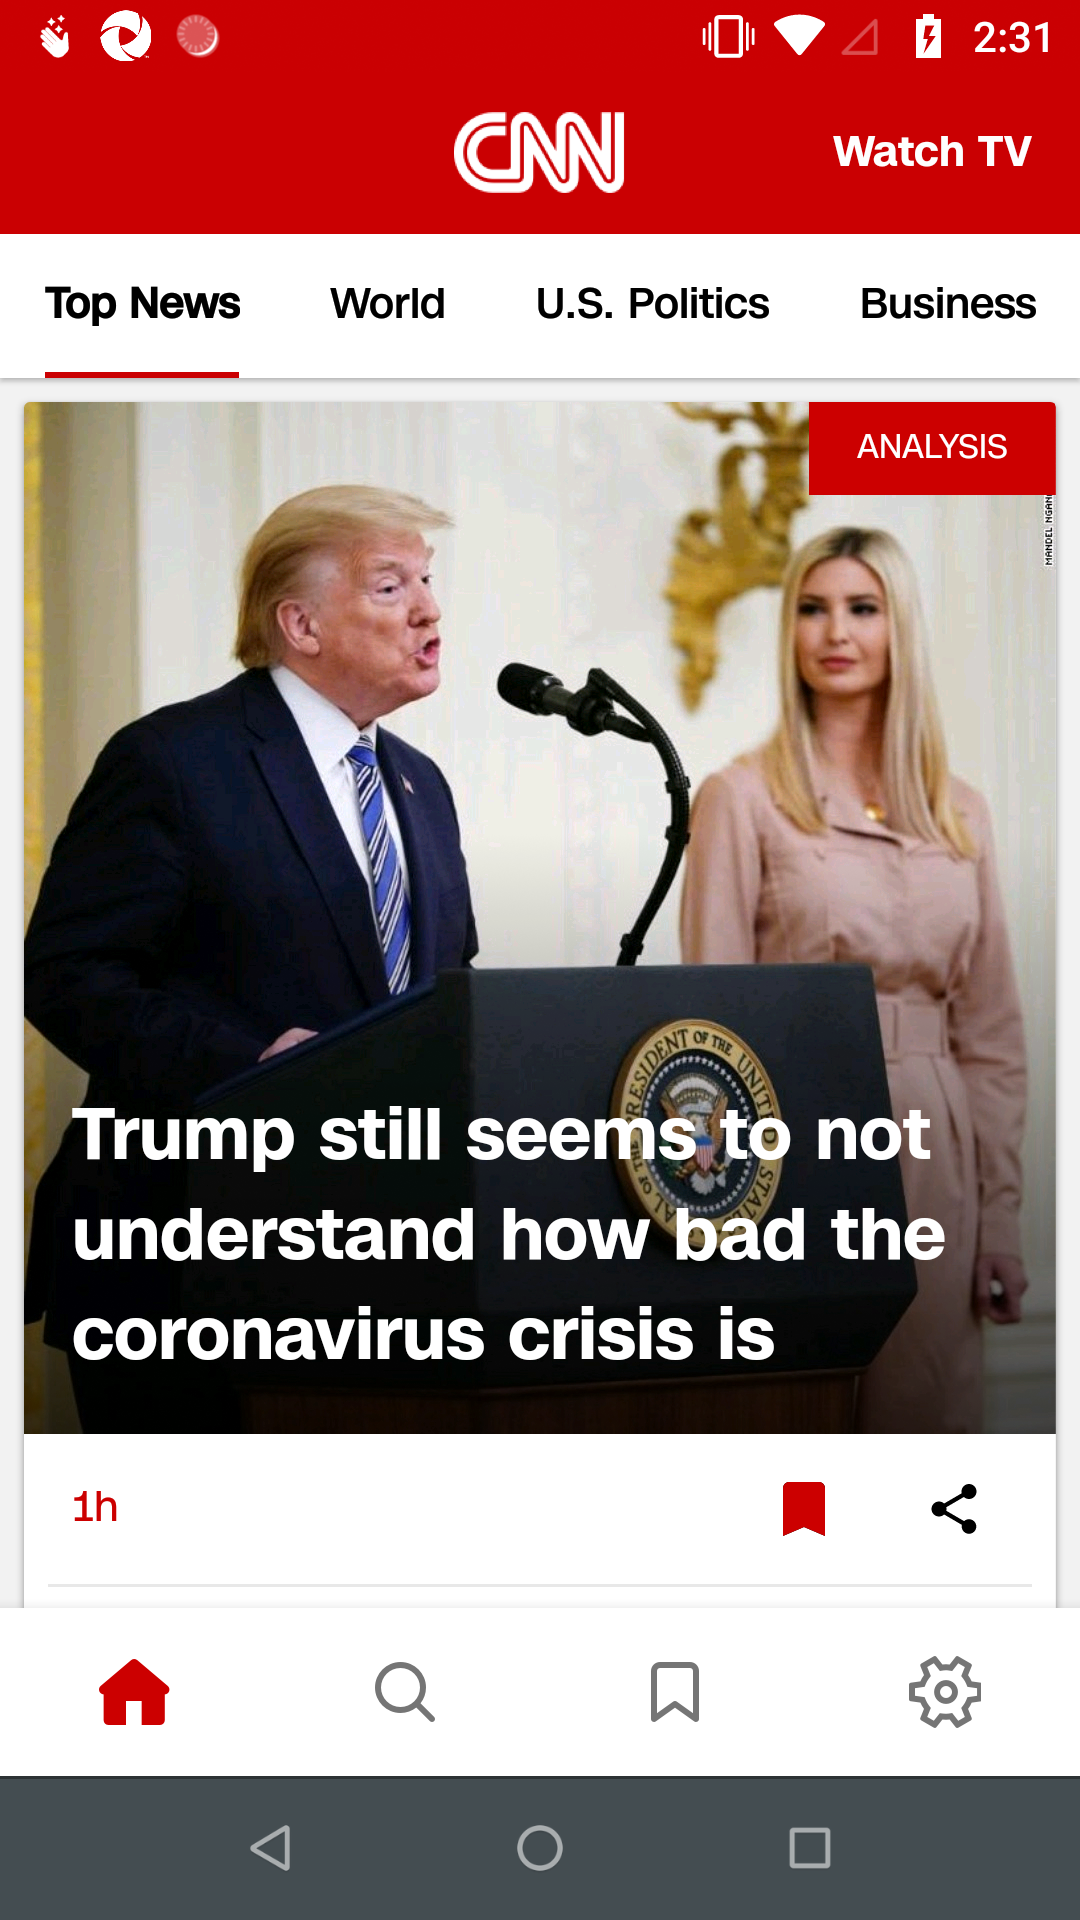 2:31
CNN
Watch TV
Top News World U.S. Politics Business
ANALYSIS
MANDEL NGAN
PRESIDENT OF THE UNITED STATES
Trump still seems to not
understand how bad the
coronavirus crisis is
1h